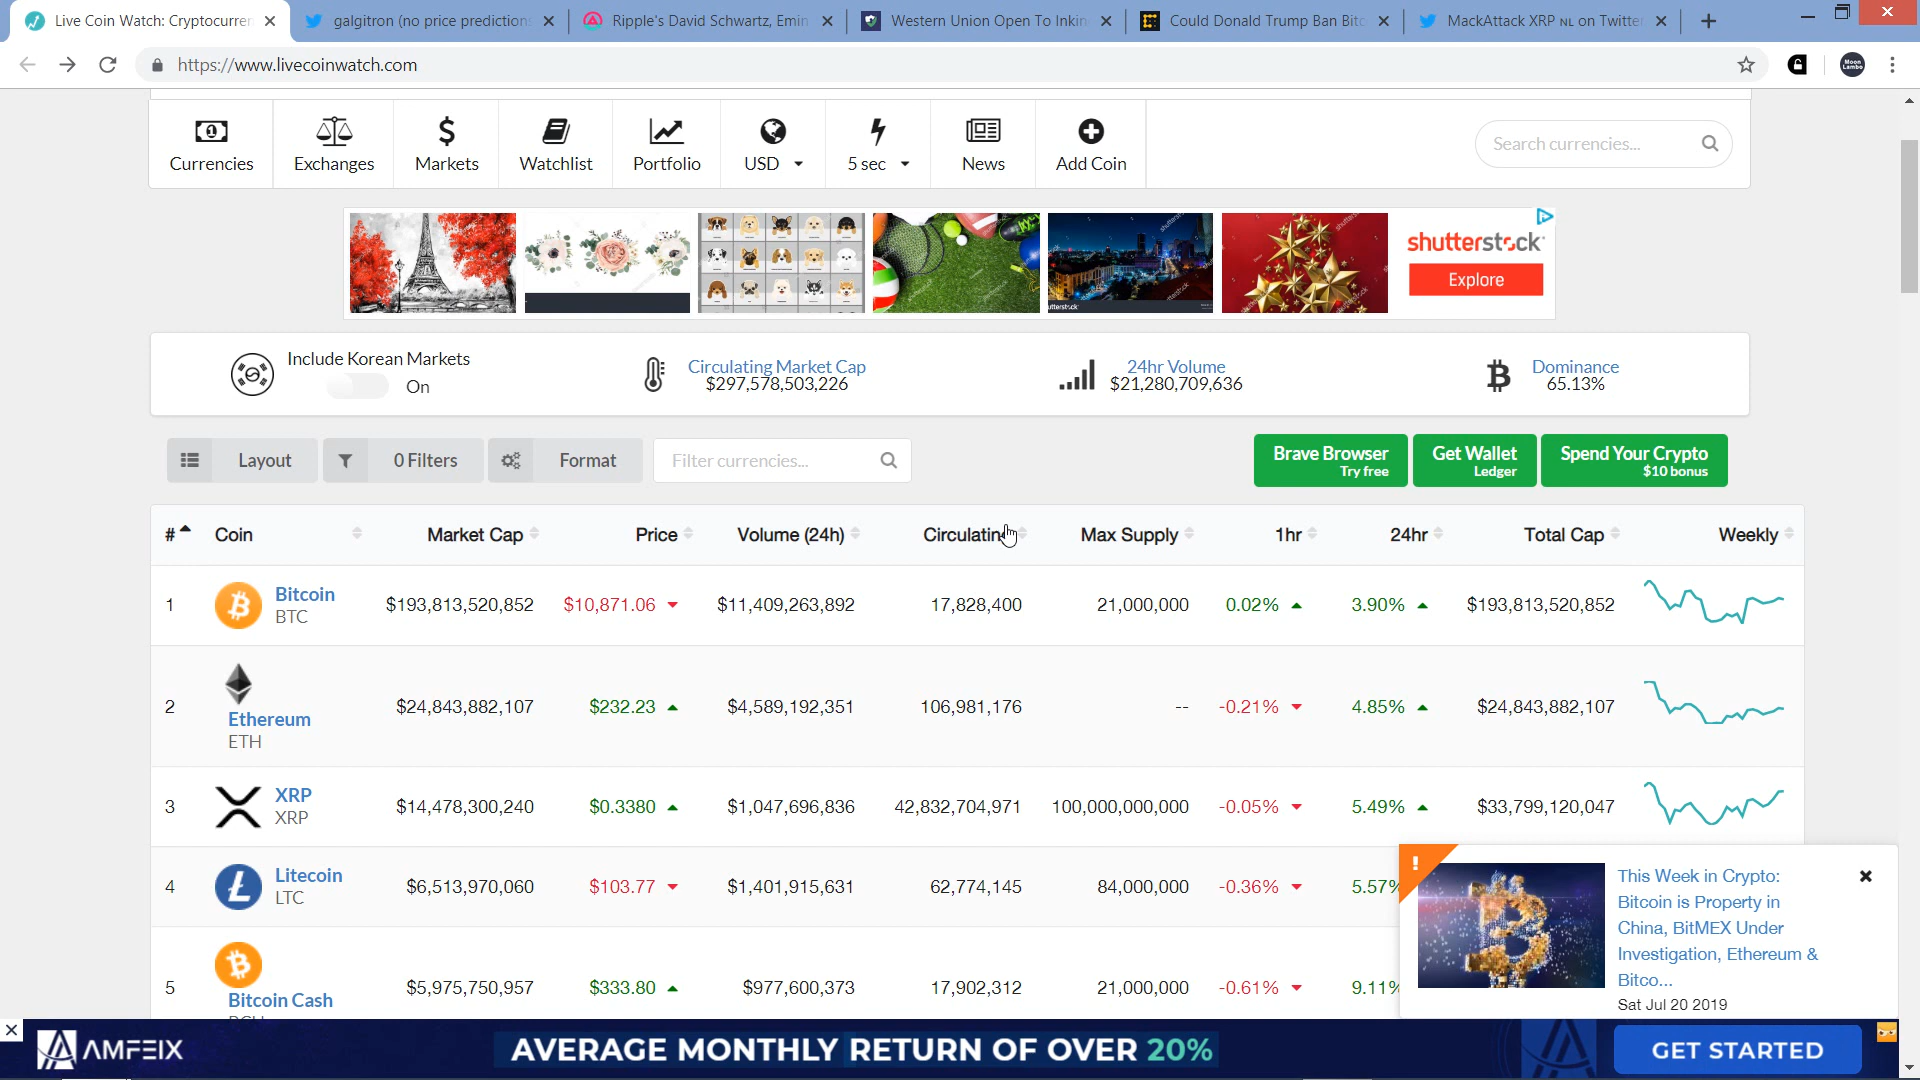 Live Coin Watch: Cryptocurren
galgitron (no price prediction
Ripple's David Schwartz, Emin
Western Union Open To Inkin
Could Donald Trump Ban Bitc
MackAttack XRP NL on Twitte
https://www.livecoinwatch.com
Moon Lambo
Currencies
Exchanges
Markets
Watchlist
Portfolio
USD
5 sec
News
Add Coin
Search currencies...
shutterstock
Explore
Include Korean Markets
On
Circulating Market Cap
$297,578,503,226
24hr Volume
$21,280,709,636
Dominance
65.13%
Layout
0 Filters
Format
Filter currencies...
Brave Browser
Try free
Get Wallet
Ledger
Spend Your Crypto
$10 bonus
# Coin Market Cap Price Volume (24h) Circulating Max Supply 1hr 24hr Total Cap Weekly
1 Bitcoin BTC $193,813,520,852 $10,871.06 $11,409,263,892 17,828,400 21,000,000 0.02% 3.90% $193,813,520,852
2 Ethereum ETH $24,843,882,107 $232.23 $4,589,192,351 106,981,176 -- -0.21% 4.85% $24,843,882,107
3 XRP XRP $14,478,300,240 $0.3380 $1,047,696,836 42,832,704,971 100,000,000,000 -0.05% 5.49% $33,799,120,047
4 Litecoin LTC $6,513,970,060 $103.77 $1,401,915,631 62,774,145 84,000,000 -0.36% 5.57%
5 Bitcoin Cash $5,975,750,957 $333.80 $977,600,373 17,902,312 21,000,000 -0.61% 9.11%
!
This Week in Crypto:
Bitcoin is Property in
China, BitMEX Under
Investigation, Ethereum &
Bitco...
Sat Jul 20 2019
AMFEIX
AVERAGE MONTHLY RETURN OF OVER 20%
GET STARTED